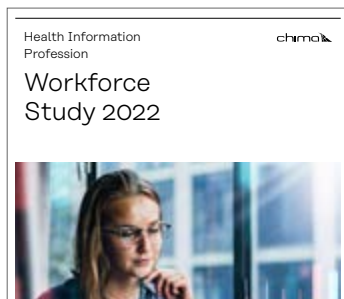 Health Information
Profession
chima
Workforce
Study 2022